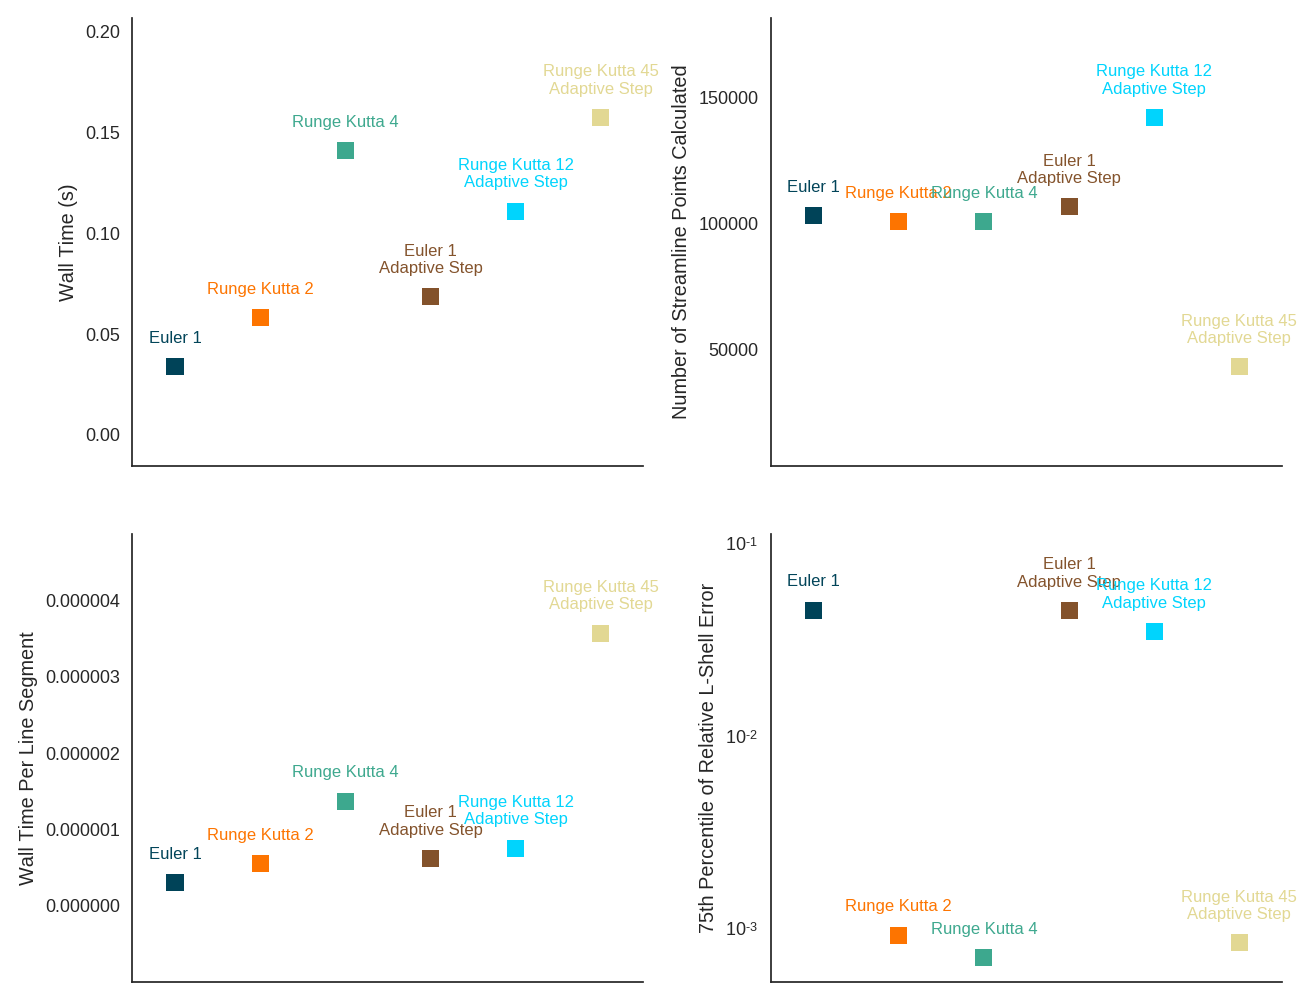 Wall Time (s)
0.20
0.15
0.10
0.05
0.00
Euler 1
Runge Kutta 2
Runge Kutta 4
Euler 1
Adaptive Step
Runge Kutta 12
Adaptive Step
Runge Kutta 45
Adaptive Step
Number of Streamline Points Calculated
150000
100000
50000
Euler 1
Runge Kutta 2
Runge Kutta 4
Euler 1
Adaptive Step
Runge Kutta 12
Adaptive Step
Runge Kutta 45
Adaptive Step
Wall Time Per Line Segment
0.000004
0.000003
0.000002
0.000001
0.000000
Euler 1
Runge Kutta 2
Runge Kutta 4
Euler 1
Adaptive Step
Runge Kutta 12
Adaptive Step
Runge Kutta 45
Adaptive Step
75th Percentile of Relative L-Shell Error
10-1
10-2
10-3
Euler 1
Runge Kutta 2
Runge Kutta 4
Euler 1
Adaptive Step
Runge Kutta 12
Adaptive Step
Runge Kutta 45
Adaptive Step